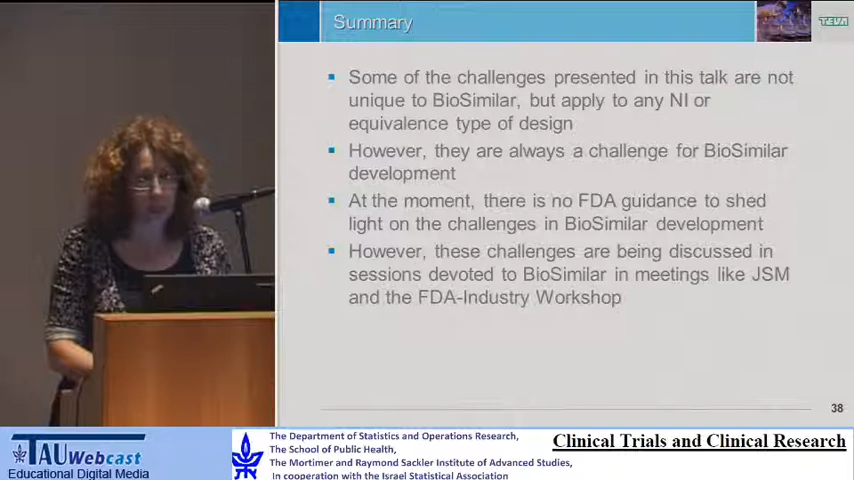 Summary
TEVA
Some of the challenges presented in this talk are not
unique to BioSimilar, but apply to any NI or
equivalence type of design
However, they are always a challenge for BioSimilar
development
At the moment, there is no FDA guidance to shed
light on the challenges in BioSimilar development
However, these challenges are being discussed in
sessions devoted to BioSimilar in meetings like JSM
and the FDA-Industry Workshop
38
TAU Webcast
Educational Digital Media
The Department of Statistics and Operations Research,
The School of Public Health,
The Mortimer and Raymond Sackler Institute of Advanced Studies,
In cooperation with the Israel Statistical Association
Clinical Trials and Clinical Research